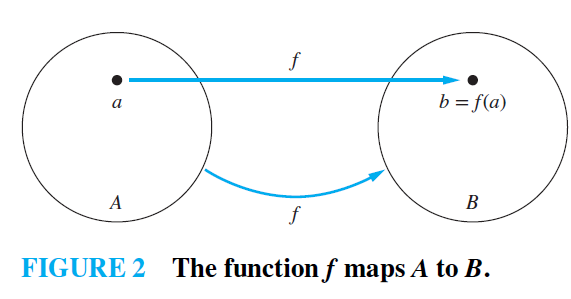 f
a
b = f(a)
A
B
f
FIGURE 2 The function f maps A to B.